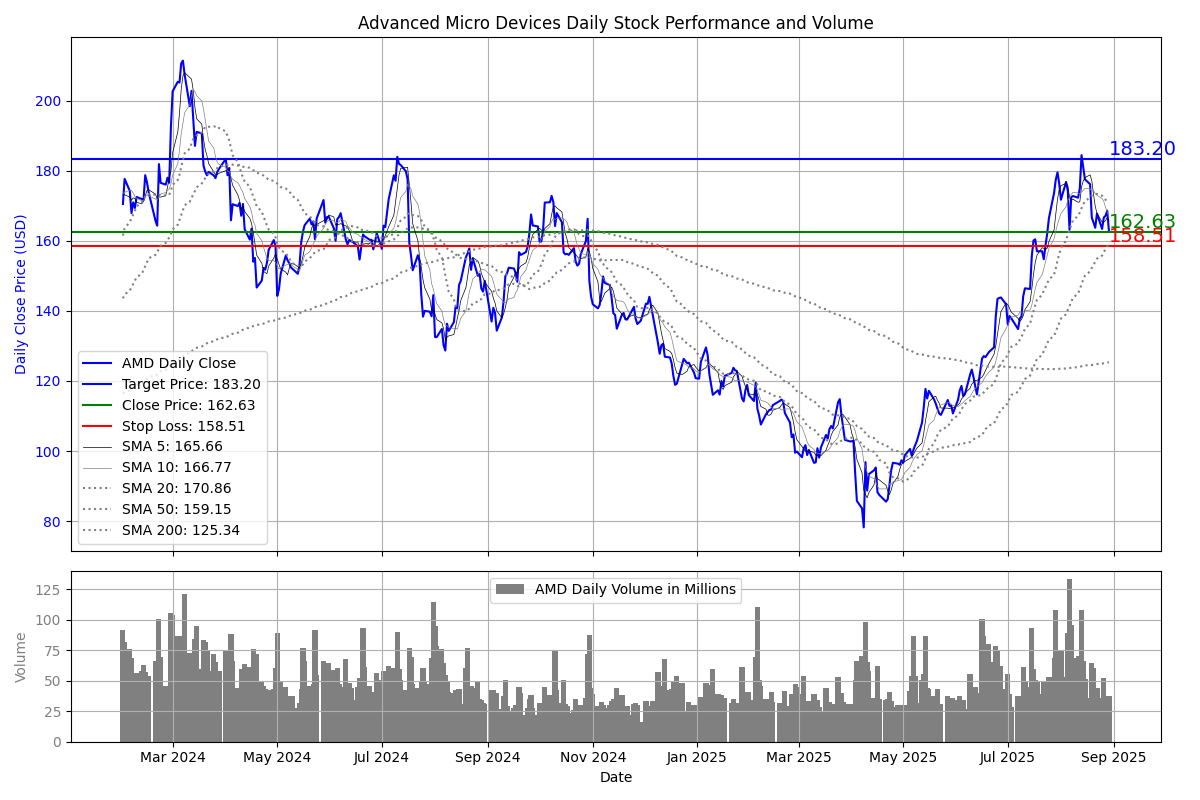 Advanced Micro Devices Daily Stock Performance and Volume
Daily Close Price (USD)
200
180
160
140
120
100
80
183.20
162.63
158.51
AMD Daily Close
Target Price: 183.20
Close Price: 162.63
Stop Loss: 158.51
SMA 5: 165.66
SMA 10: 166.77
SMA 20: 170.86
SMA 50: 159.15
SMA 200: 125.34
Volume
125
100
75
50
25
0
AMD Daily Volume in Millions
Mar 2024 May 2024 Jul 2024 Sep 2024 Nov 2024 Jan 2025 Mar 2025 May 2025 Jul 2025 Sep 2025
Date